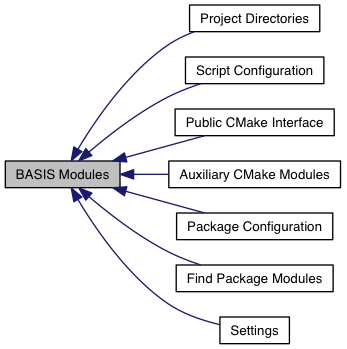 Project Directories
Script Configuration
Public CMake Interface
BASIS Modules
Auxiliary CMake Modules
Package Configuration
Find Package Modules
Settings